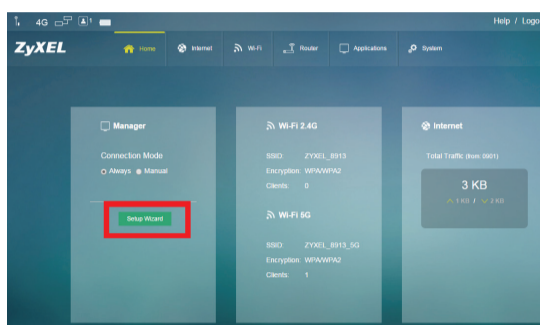 4G 1
Help / Logo
ZyXEL Home Internet Wi-Fi Router Applications System
Manager
Connection Mode
Always Manual
Setup Wizard
Wi-Fi 2.4G
SSID: ZYXEL_8913
Encryption: WPA/WPA2
Clients: 0
Wi-Fi 5G
SSID: ZYXEL_8913_5G
Encryption: WPA/WPA2
Clients: 1
Internet
Total Traffic (from: 0001)
3 KB
1 KB / 2 KB